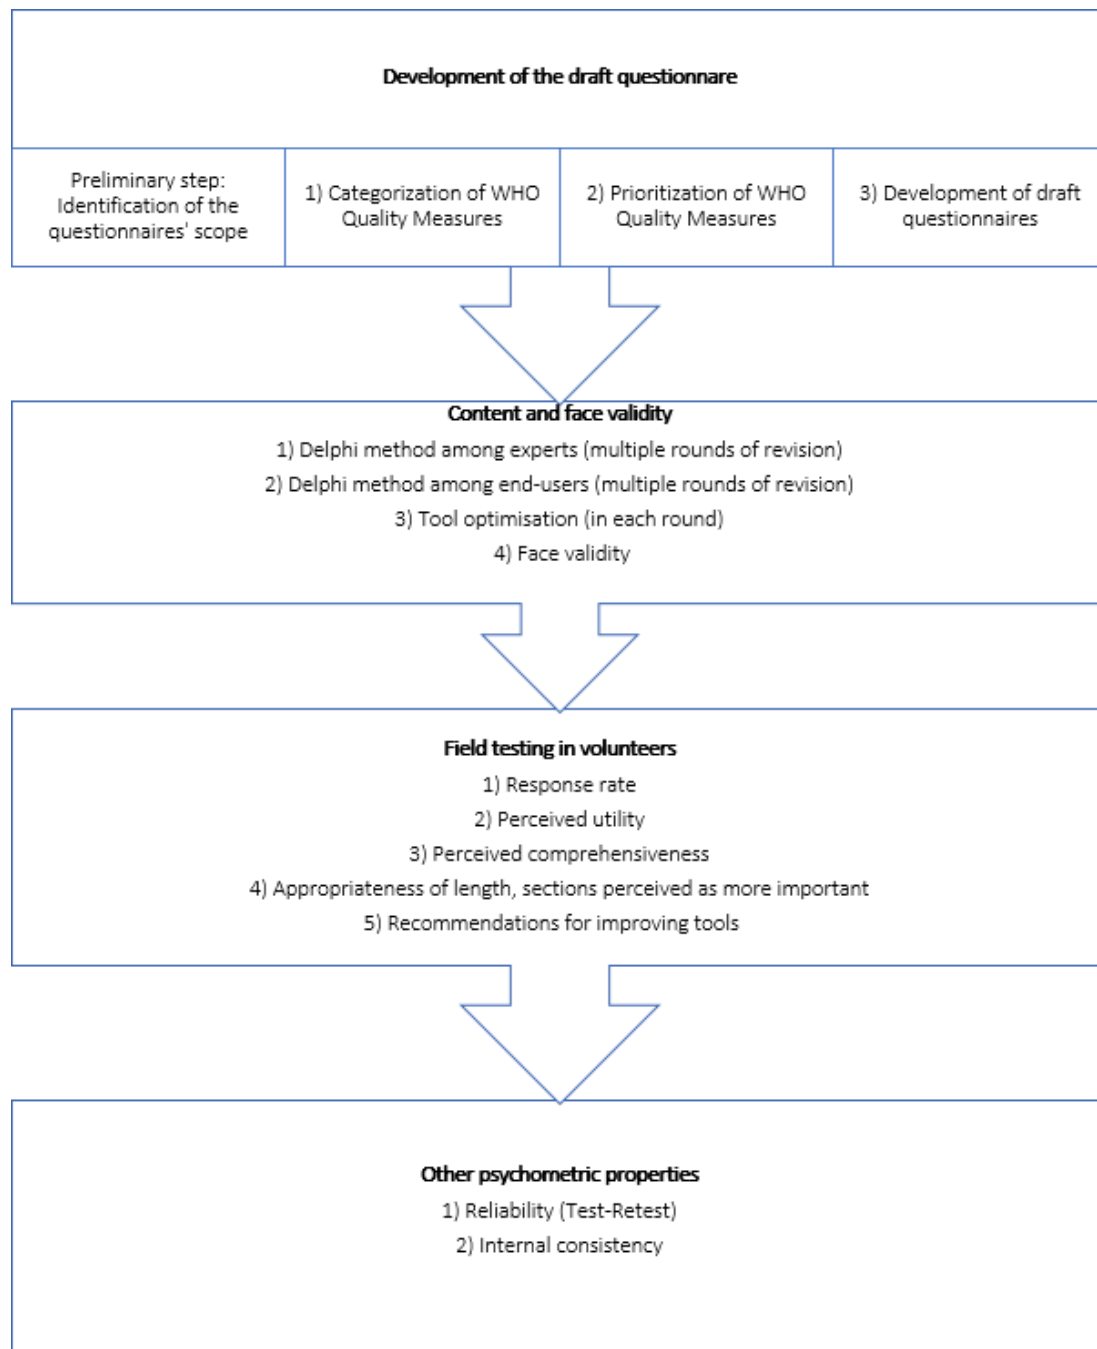 Development of the draft questionnare
Preliminary step:
Identification of the
questionnaires' scope
1) Categorization of WHO
Quality Measures
2) Prioritization of WHO
Quality Measures
3) Development of draft
questionnaires
Content and face validity
1) Delphi method among experts (multiple rounds of revision)
2) Delphi method among end-users (multiple rounds of revision)
3) Tool optimisation (in each round)
4) Face validity
Field testing in volunteers
1) Response rate
2) Perceived utility
3) Perceived comprehensiveness
4) Appropriateness of length, sections perceived as more important
5) Recommendations for improving tools
Other psychometric properties
1) Reliability (Test-Retest)
2) Internal consistency